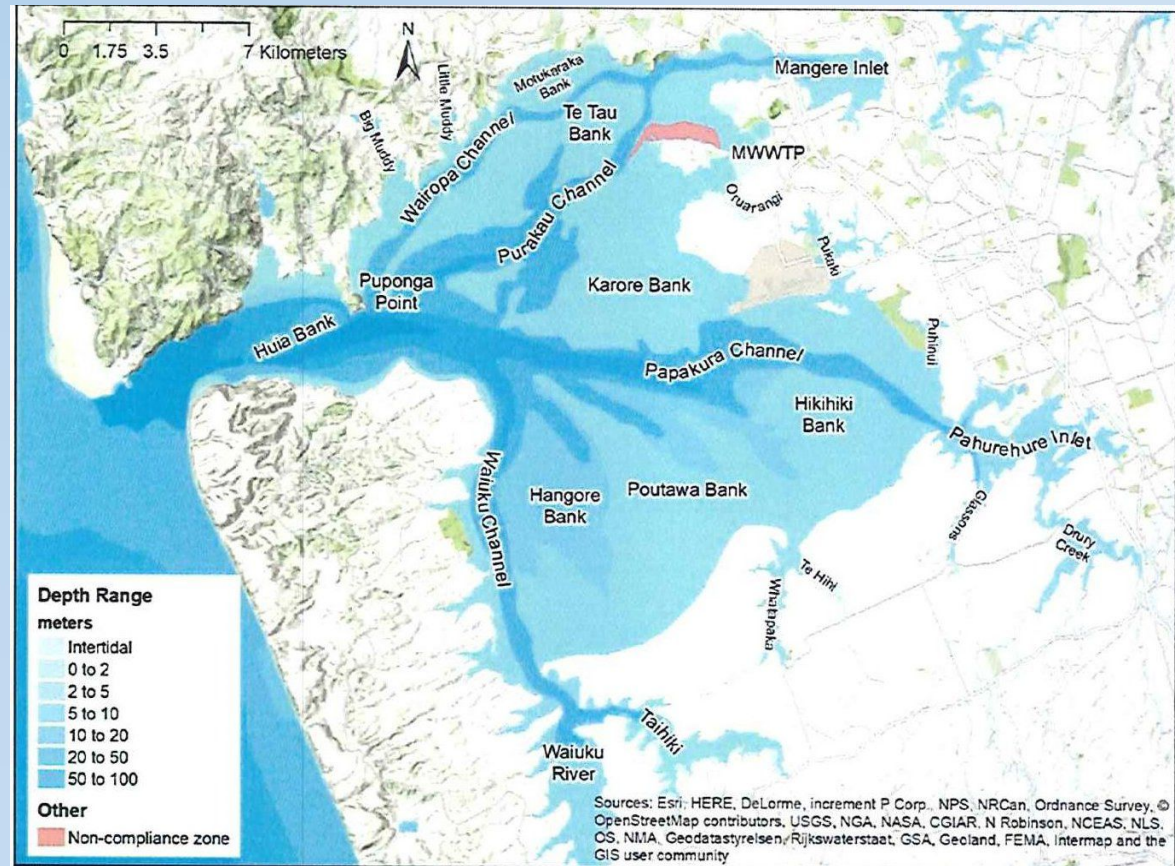 0 1.75 3.5 7 Kilometers
N
Motukaraka
Bank
Mangere Inlet
Little Muddy
Big Muddy
Te Tau
Bank
Wairopa Channel
MWWTP
Purakau Channel
Oruarangi
Pukaki
Puponga
Point
Karore Bank
Huia Bank
Puhinui
Papakura Channel
Hikihiki
Bank
Pahurehure Inlet
Waiuku Channel
Hangore
Bank
Poutawa Bank
Glassons
Drury
Creek
Te Hihi
Whatapaka
Taihiki
Waiuku
River
Depth Range
meters
Intertidal
0 to 2
2 to 5
5 to 10
10 to 20
20 to 50
50 to 100
Other
Non-compliance zone
Sources: Esri, HERE, DeLorme, increment P Corp., NPS, NRCan, Ordnance Survey, ©
OpenStreetMap contributors, USGS, NGA, NASA, CGIAR, N Robinson, NCEAS, NLS,
OS, NMA, Geodatastyrelsen, Rijkswaterstaat, GSA, Geoland, FEMA, Intermap and the
GIS user community